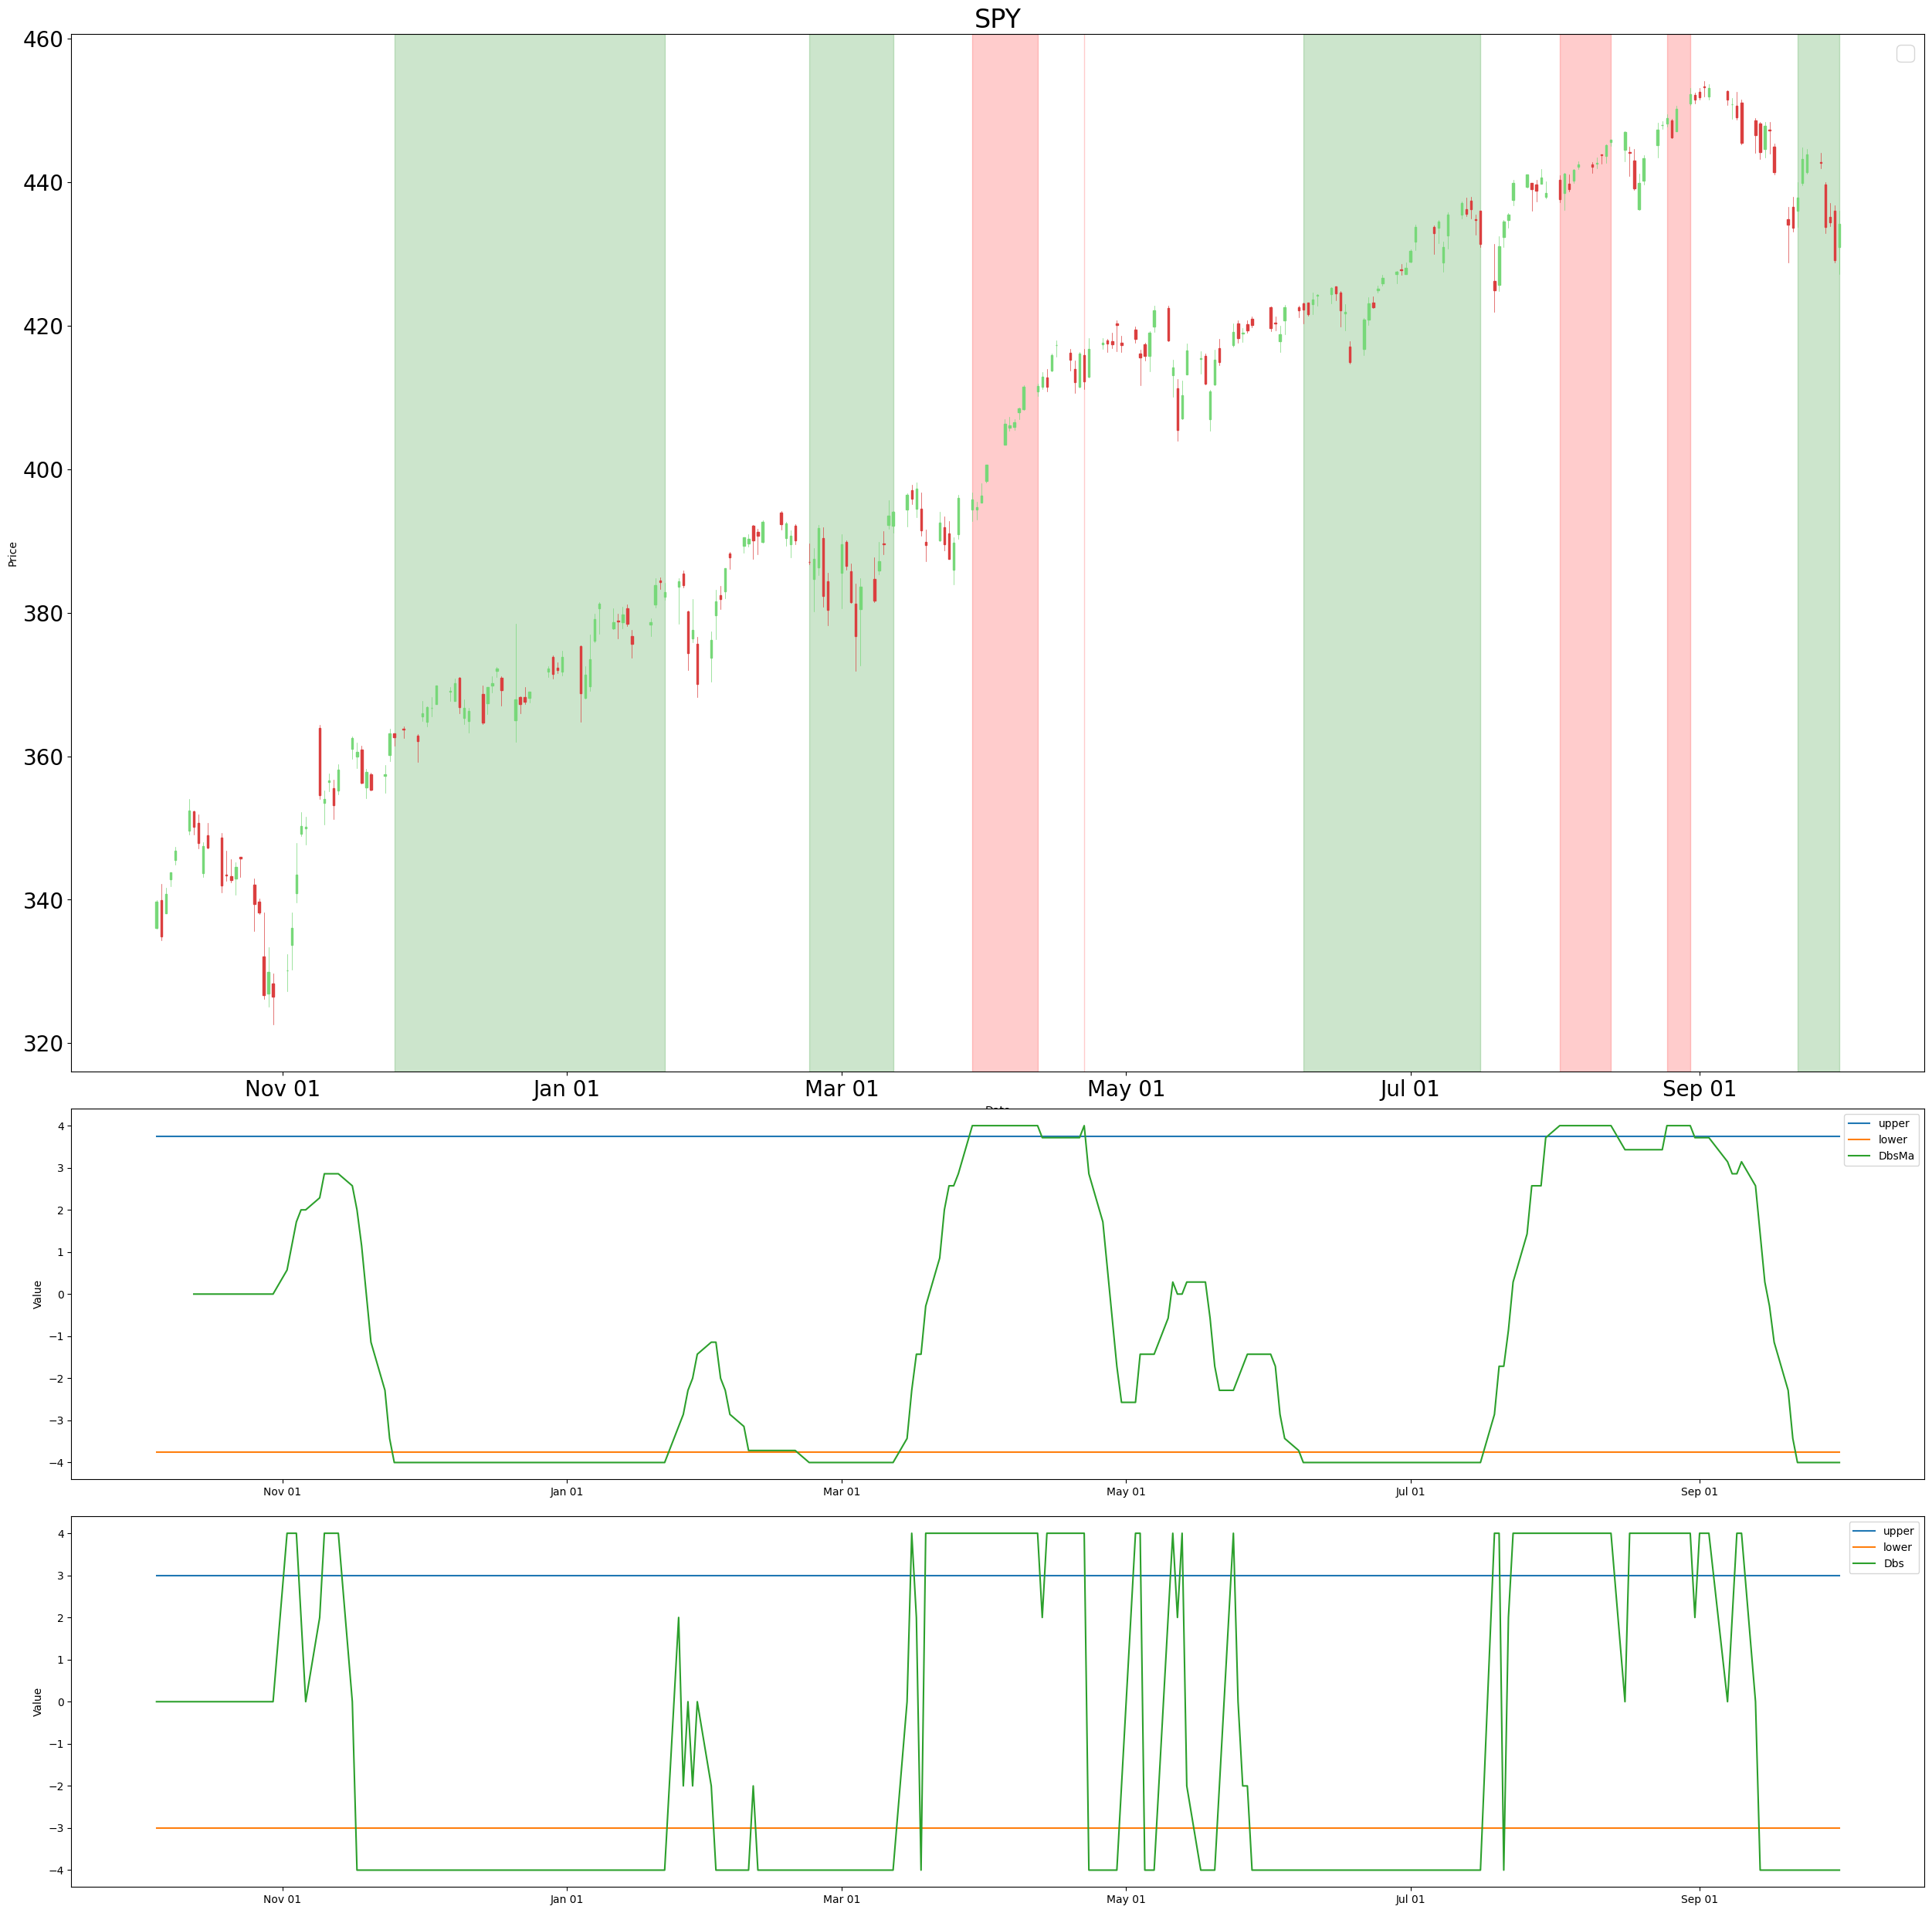 SPY
460
440
420
400
380
360
340
320
Price
Nov 01
Jan 01
Mar 01
May 01
Jul 01
Sep 01
4
3
2
1
0
−1
−2
−3
−4
Value
upper
lower
DbsMa
Nov 01
Jan 01
Mar 01
May 01
Jul 01
Sep 01
4
3
2
1
0
−1
−2
−3
−4
Value
upper
lower
Dbs
Nov 01
Jan 01
Mar 01
May 01
Jul 01
Sep 01